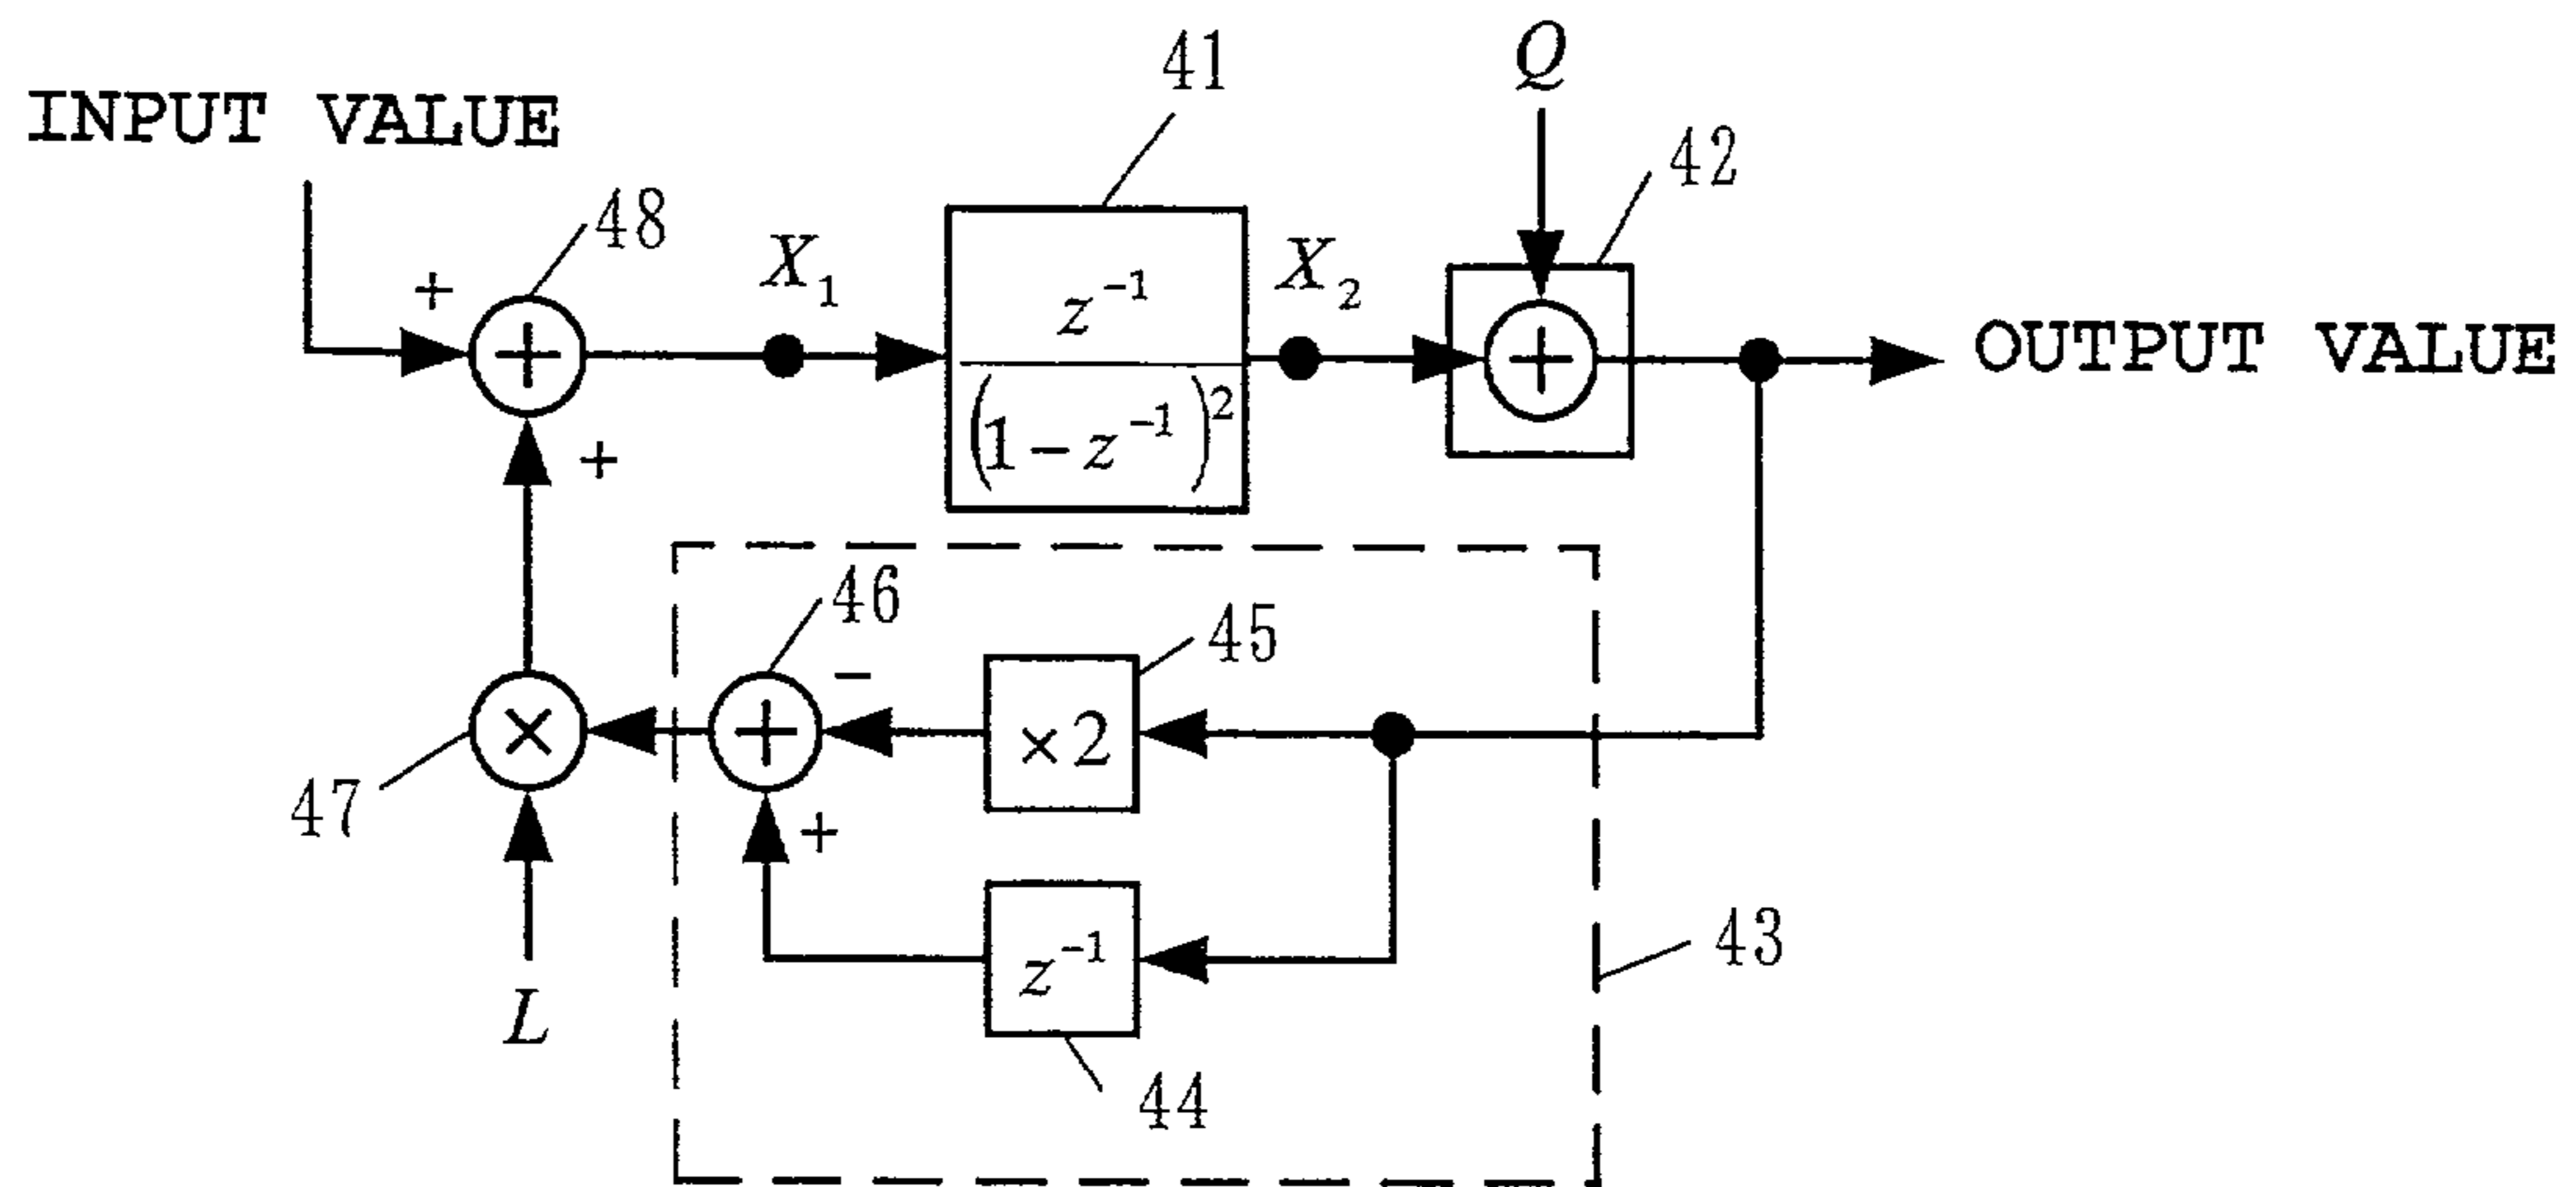 INPUT VALUE
41
Q
42
48
+
X₁
z⁻¹
(1 − z⁻¹)²
X₂
+
+
OUTPUT VALUE
+
46
−
45
47
×
+
×2
+
43
z⁻¹
L
44